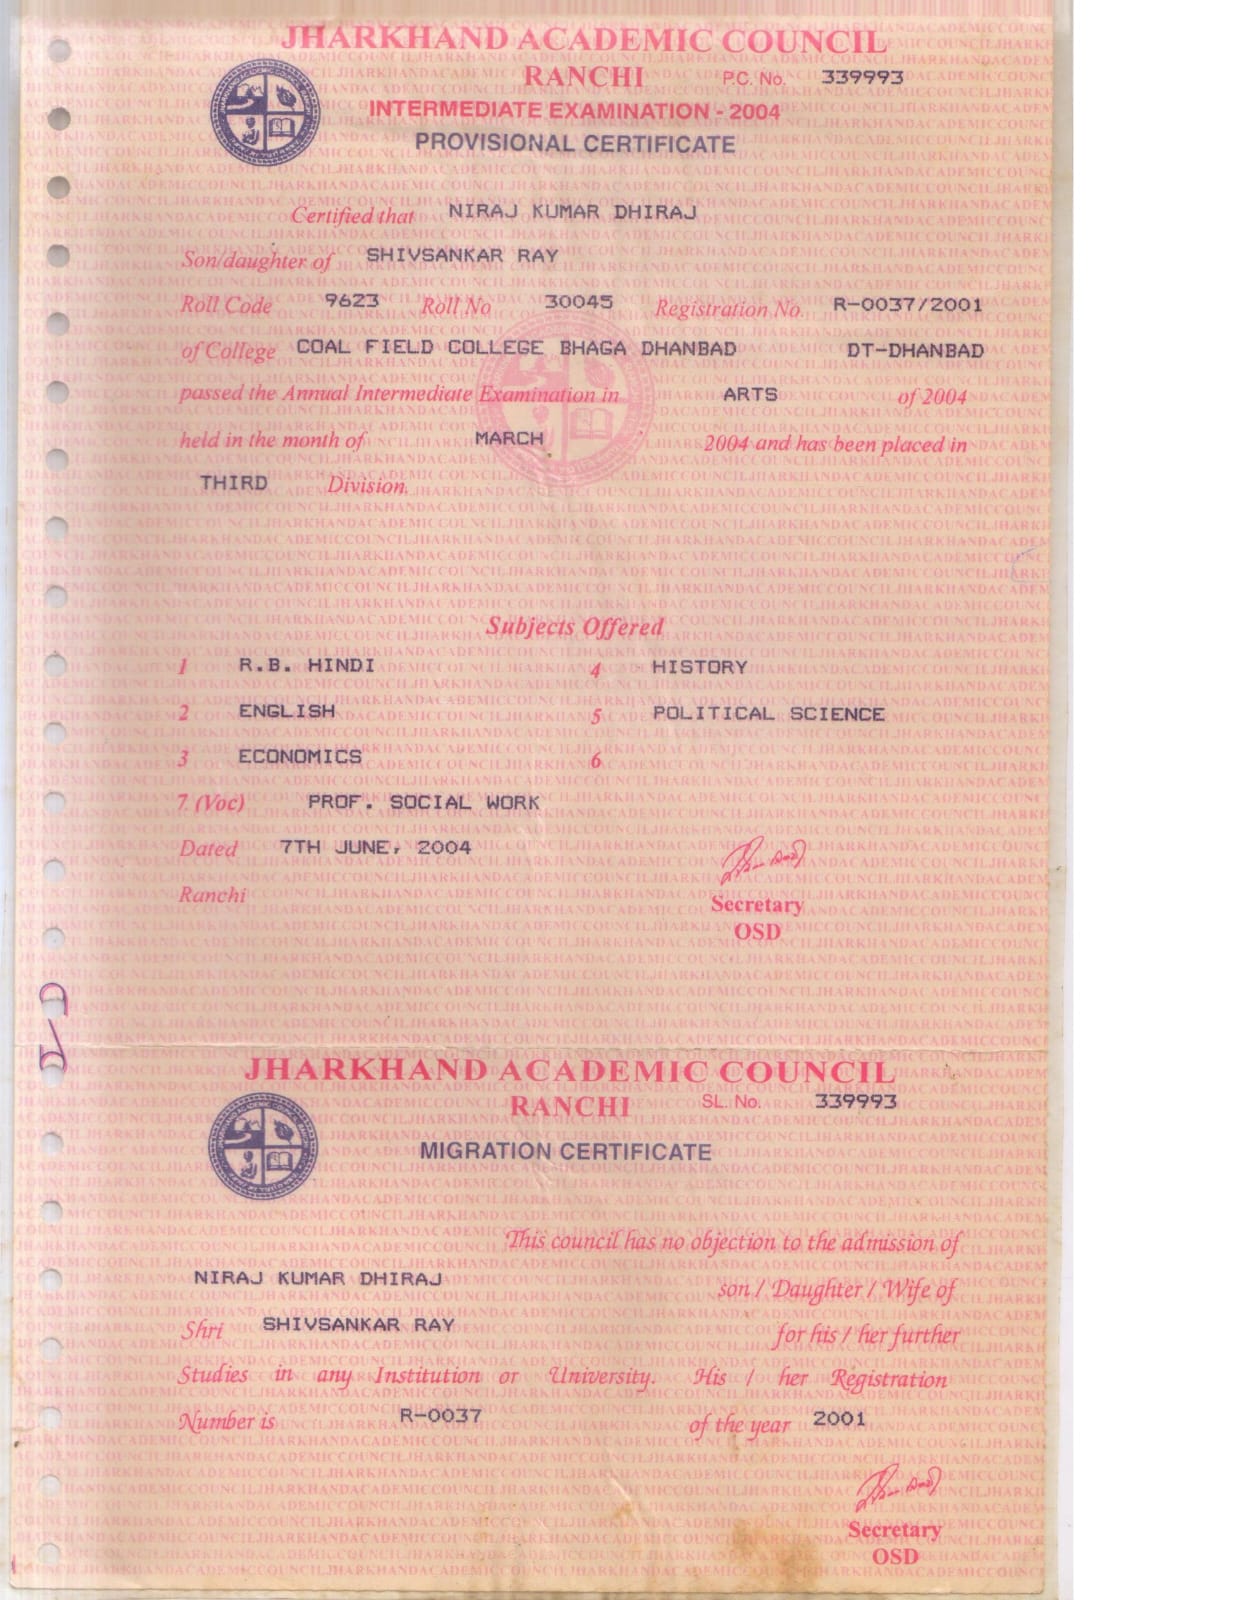 JHARKHAND ACADEMIC COUNCIL
RANCHI P.C. No. 339993
INTERMEDIATE EXAMINATION - 2004
PROVISIONAL CERTIFICATE
Certified that NIRAJ KUMAR DHIRAJ
Son/daughter of SHIVSANKAR RAY
Roll Code 9623 Roll No 30045 Registration No. R-0037/2001
of College COAL FIELD COLLEGE BHAGA DHANBAD DT-DHANBAD
passed the Annual Intermediate Examination in ARTS of 2004
held in the month of MARCH 2004 and has been placed in
THIRD Division.
Subjects Offered
1 R.B. HINDI 4 HISTORY
2 ENGLISH 5 POLITICAL SCIENCE
3 ECONOMICS 6
7 (Voc) PROF. SOCIAL WORK
Dated 7TH JUNE, 2004
Ranchi
Secretary
OSD
JHARKHAND ACADEMIC COUNCIL
RANCHI SL. No. 339993
MIGRATION CERTIFICATE
This council has no objection to the admission of
NIRAJ KUMAR DHIRAJ son / Daughter / Wife of
Shri SHIVSANKAR RAY for his / her further
Studies in any Institution or University. His / her Registration
Number is R-0037 of the year 2001
Secretary
OSD